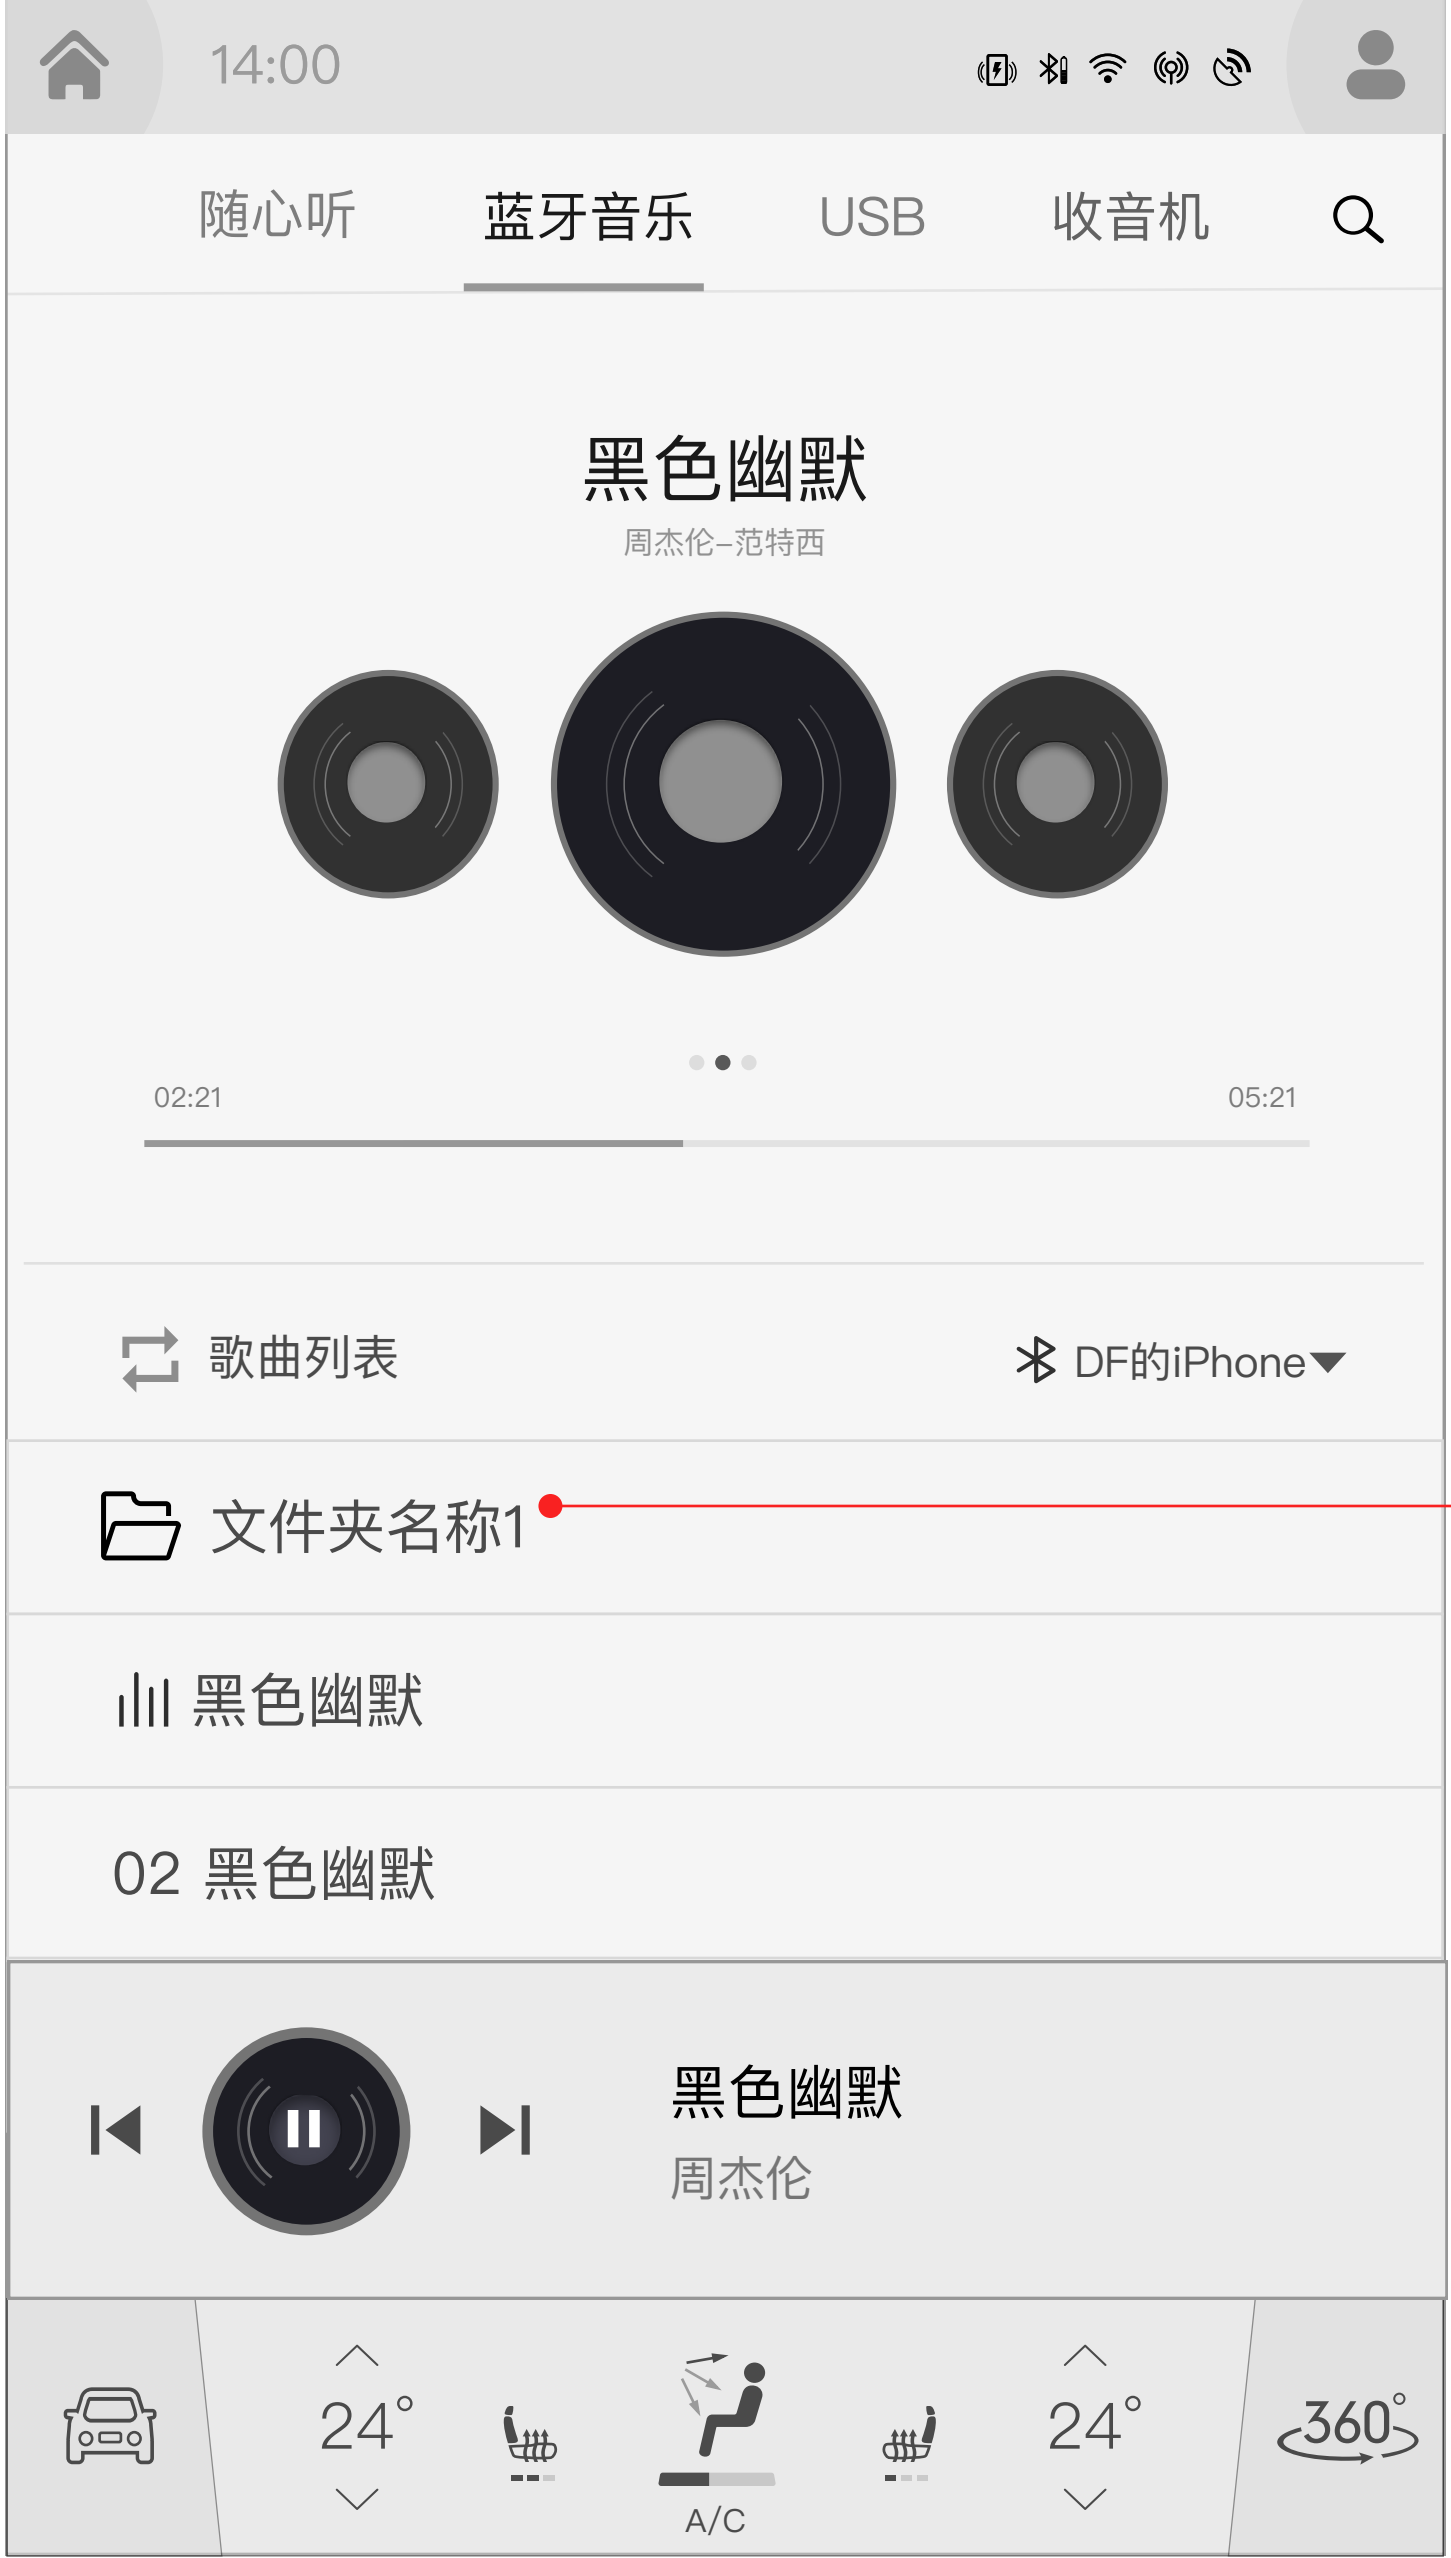 14:00
随心听 蓝牙音乐 USB 收音机
黑色幽默
周杰伦-范特西
02:21 05:21
歌曲列表 DF的iPhone
文件夹名称1
黑色幽默
02 黑色幽默
黑色幽默
周杰伦
24° 24° 360°
A/C